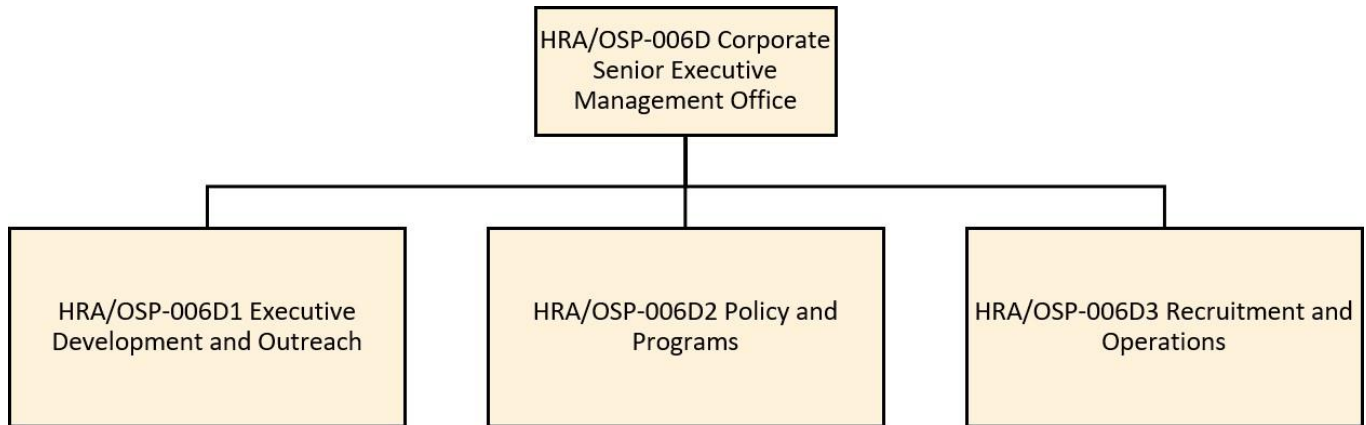 HRA/OSP-006D Corporate
Senior Executive
Management Office
HRA/OSP-006D1 Executive
Development and Outreach
HRA/OSP-006D2 Policy and
Programs
HRA/OSP-006D3 Recruitment and
Operations